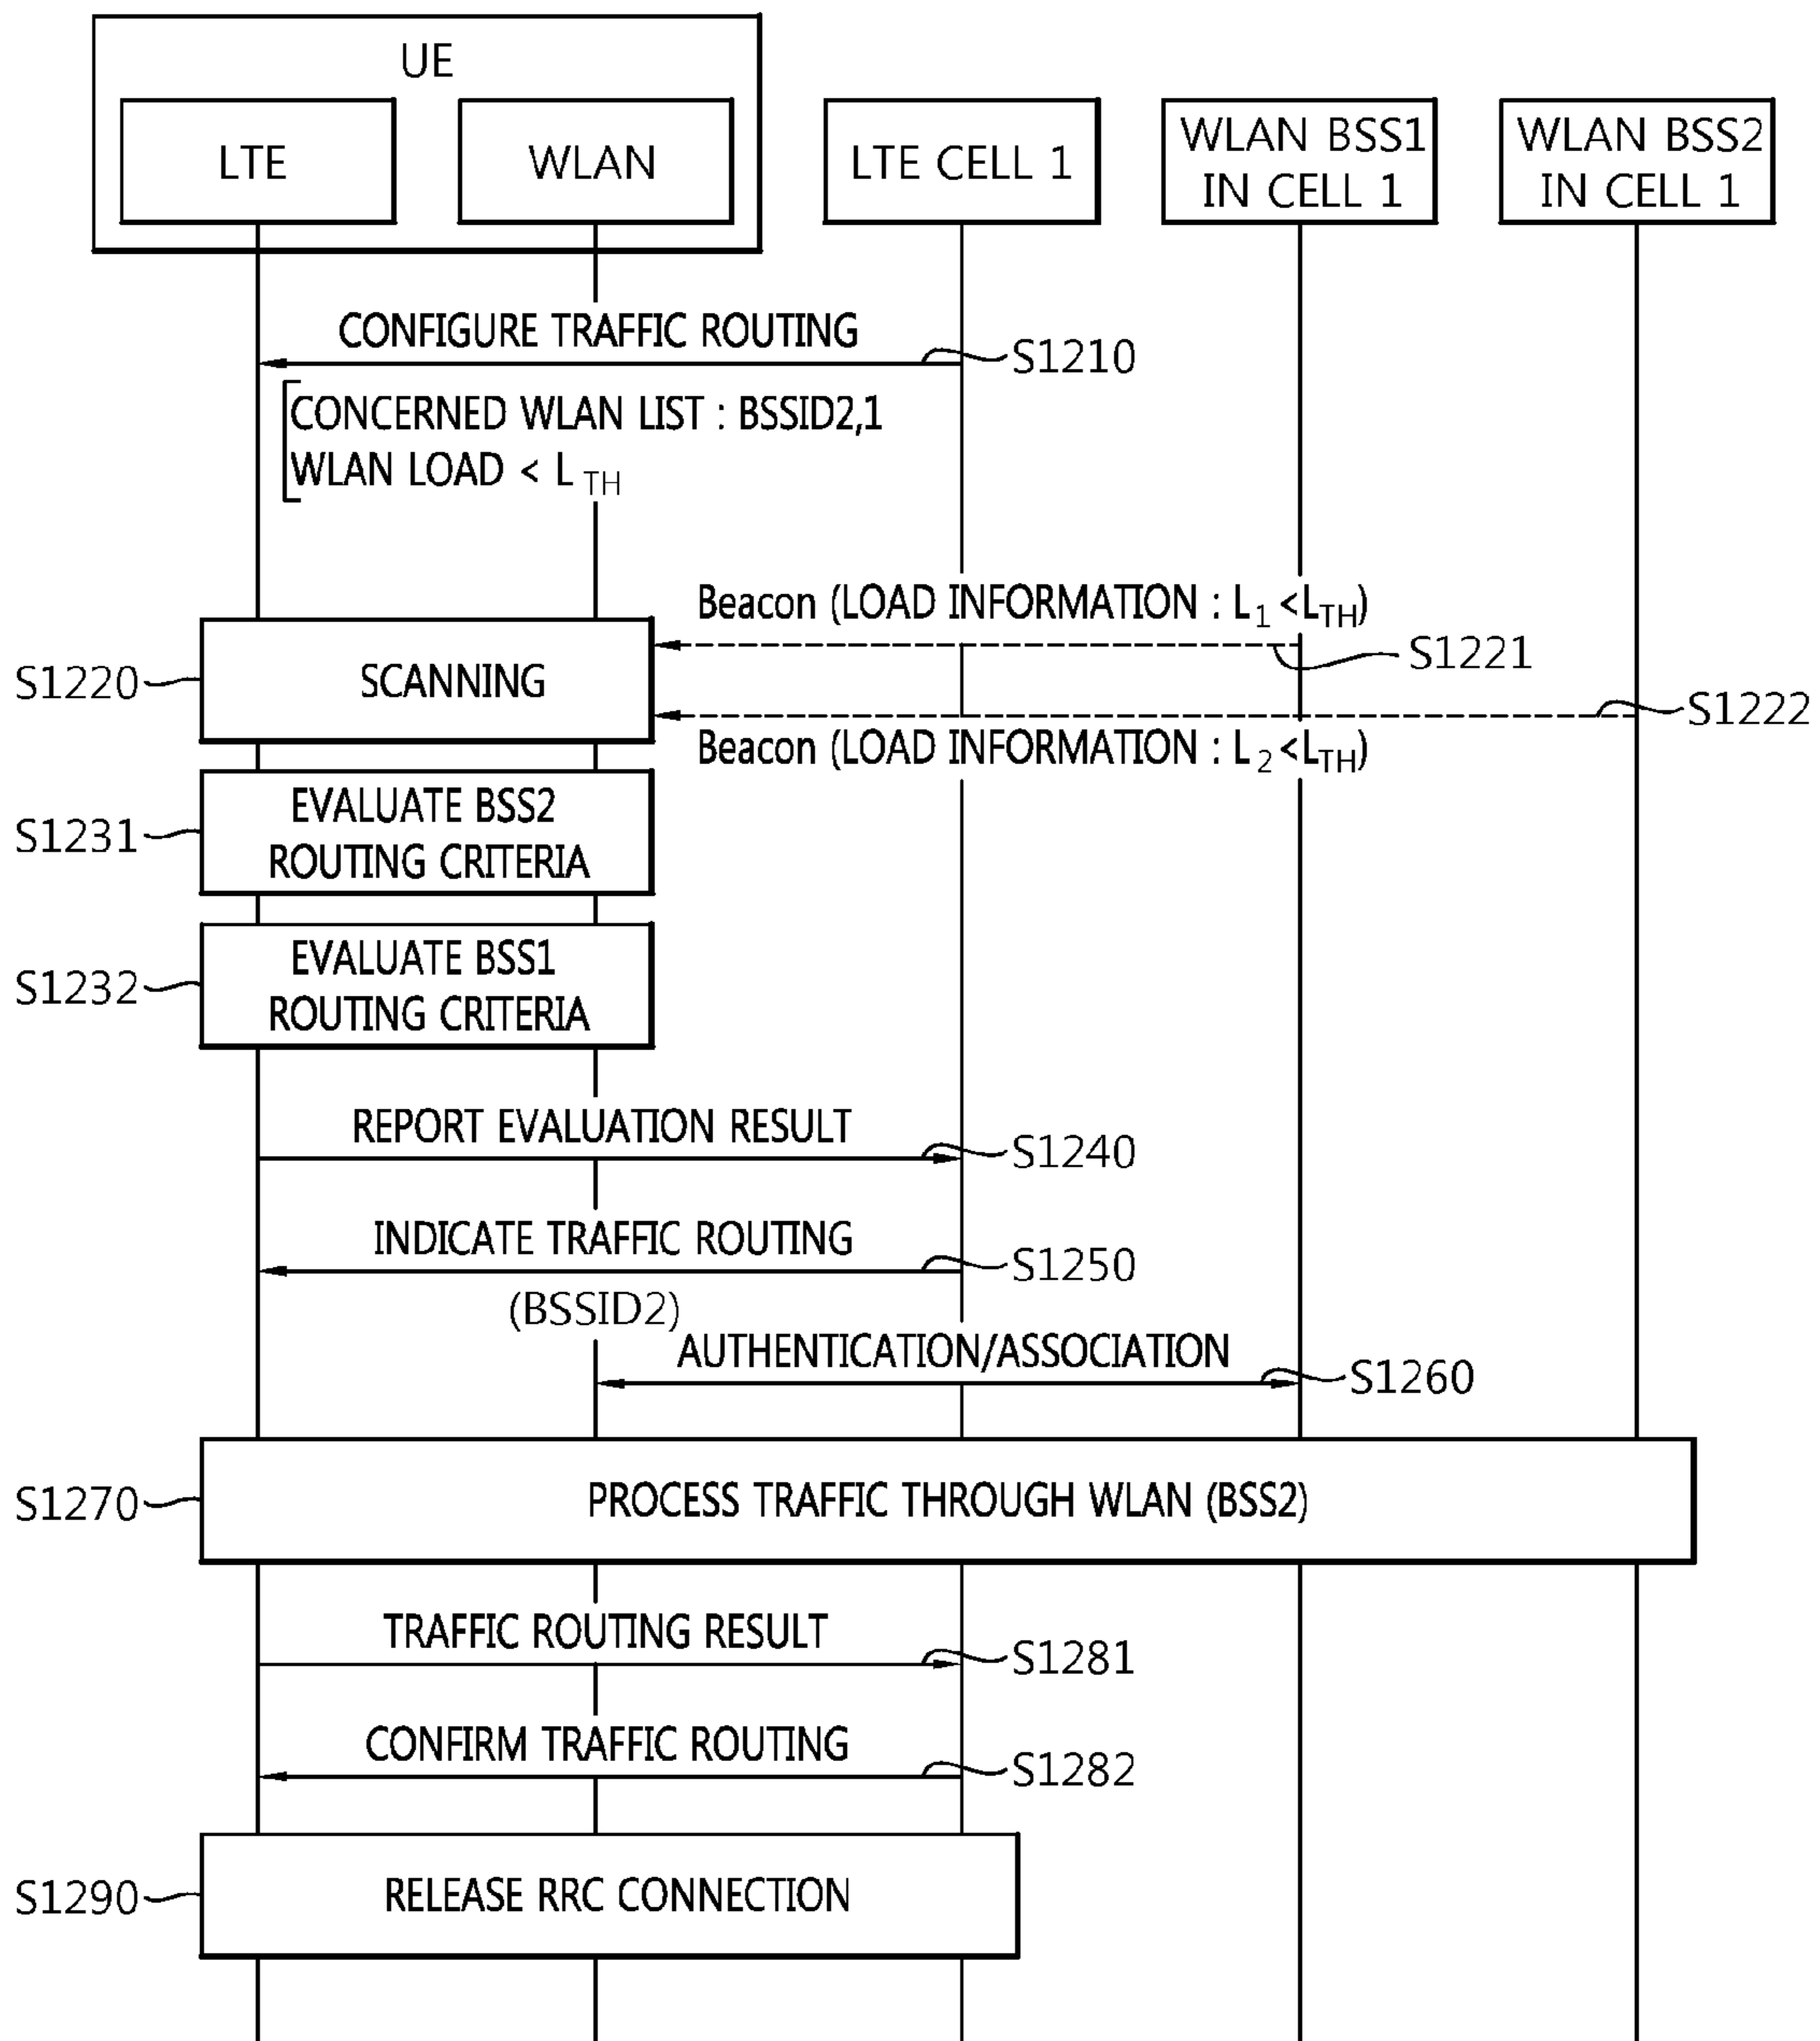 UE
LTE
WLAN
LTE CELL 1
WLAN BSS1
IN CELL 1
WLAN BSS2
IN CELL 1
CONFIGURE TRAFFIC ROUTING
S1210
CONCERNED WLAN LIST : BSSID2,1
WLAN LOAD < L TH
Beacon (LOAD INFORMATION : L1 <LTH)
S1221
S1220
SCANNING
S1222
Beacon (LOAD INFORMATION : L2 <LTH)
S1231
EVALUATE BSS2
ROUTING CRITERIA
S1232
EVALUATE BSS1
ROUTING CRITERIA
REPORT EVALUATION RESULT
S1240
INDICATE TRAFFIC ROUTING
S1250
(BSSID2)
AUTHENTICATION/ASSOCIATION
S1260
S1270
PROCESS TRAFFIC THROUGH WLAN (BSS2)
TRAFFIC ROUTING RESULT
S1281
CONFIRM TRAFFIC ROUTING
S1282
S1290
RELEASE RRC CONNECTION